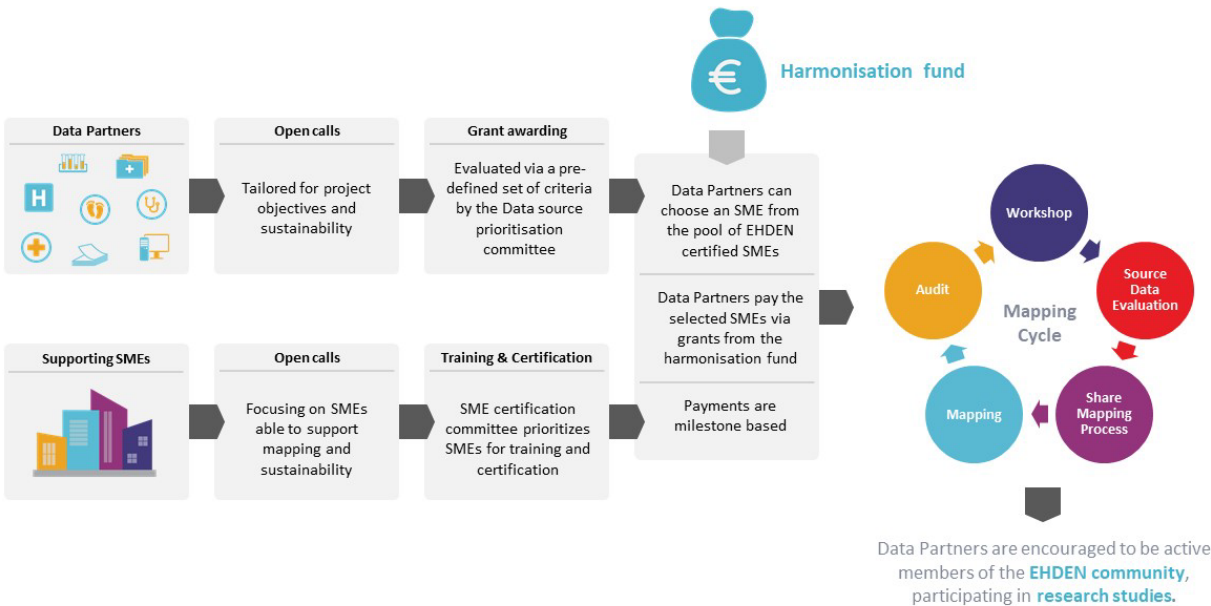 Harmonisation fund
€
Data Partners
H
Open calls
Tailored for project
objectives and
sustainability
Grant awarding
Evaluated via a pre-
defined set of criteria
by the Data source
prioritisation
committee
Supporting SMEs
Open calls
Focusing on SMEs
able to support
mapping and
sustainability
Training & Certification
SME certification
committee prioritizes
SMEs for training and
certification
Data Partners can
choose an SME from
the pool of EHDEN
certified SMEs
Data Partners pay the
selected SMEs via
grants from the
harmonisation fund
Payments are
milestone based
Mapping
Cycle
Workshop
Source
Data
Evaluation
Share
Mapping
Process
Mapping
Audit
Data Partners are encouraged to be active
members of the EHDEN community,
participating in research studies.